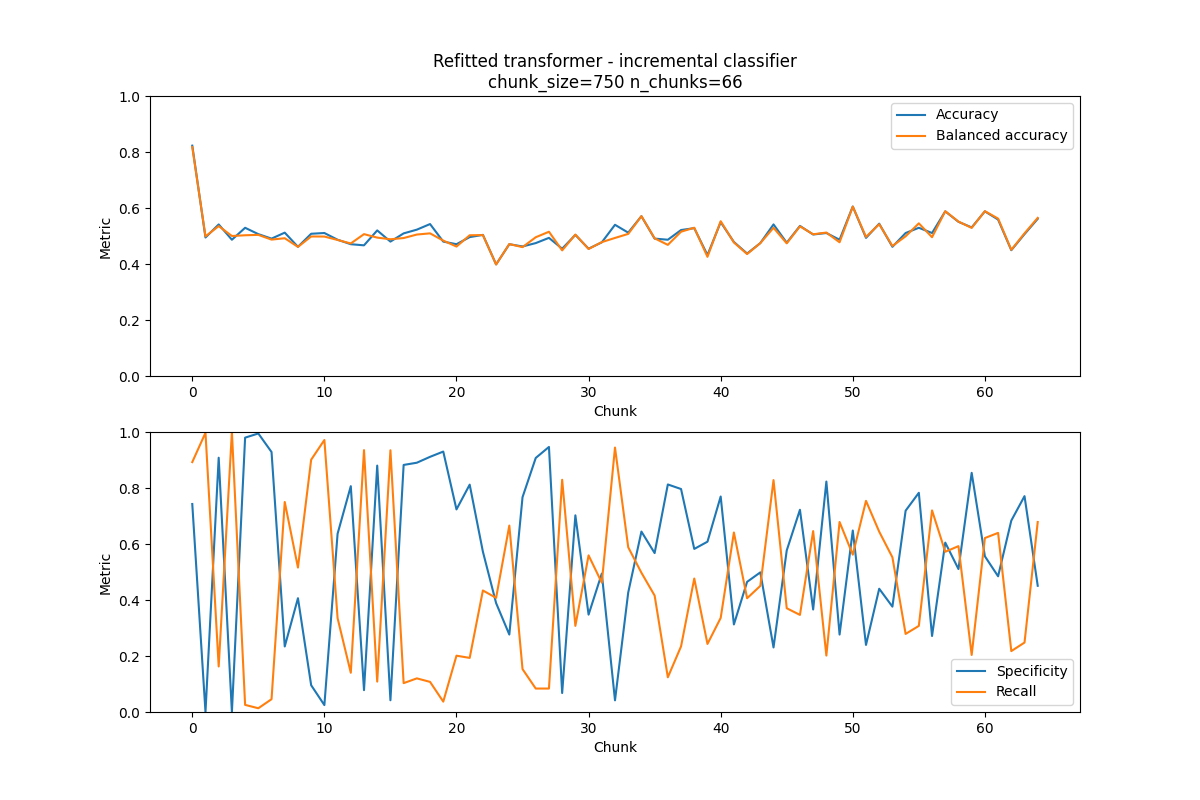 Refitted transformer - incremental classifier
chunk_size=750 n_chunks=66
1.0
0.8
0.6
0.4
0.2
0.0
Metric
Accuracy
Balanced accuracy
0 10 20 30 40 50 60
Chunk
1.0
0.8
0.6
0.4
0.2
0.0
Metric
Specificity
Recall
0 10 20 30 40 50 60
Chunk